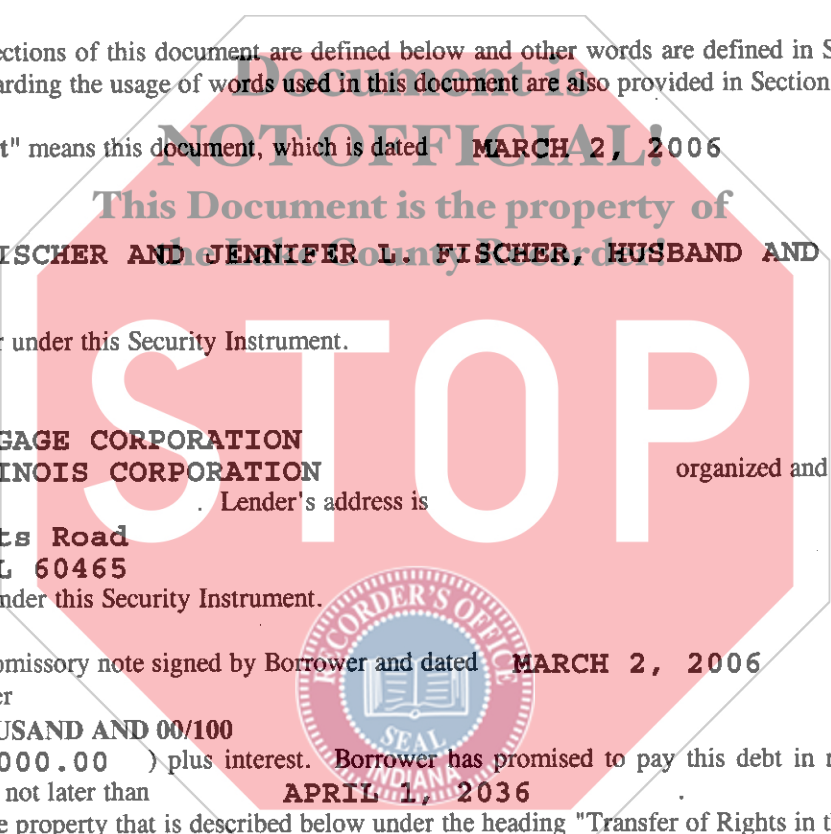 ections of this document are defined below and other words are defined in S
arding the usage of words used in this document are also provided in Section
Document is
NOT OFFICIAL!
t" means this document, which is dated MARCH 2, 2006
This Document is the property of
the Lake County Recorder!
ISCHER AND JENNIFER L. FISCHER, HUSBAND AND
r under this Security Instrument.
STOP
GAGE CORPORATION
INOIS CORPORATION organized and
. Lender's address is
ts Road
L 60465
nder this Security Instrument.
RECORDER'S OFFICE
SEAL
INDIANA
omissory note signed by Borrower and dated MARCH 2, 2006
er
USAND AND 00/100
000.00 ) plus interest. Borrower has promised to pay this debt in r
not later than APRIL 1, 2036 .
e property that is described below under the heading "Transfer of Rights in t